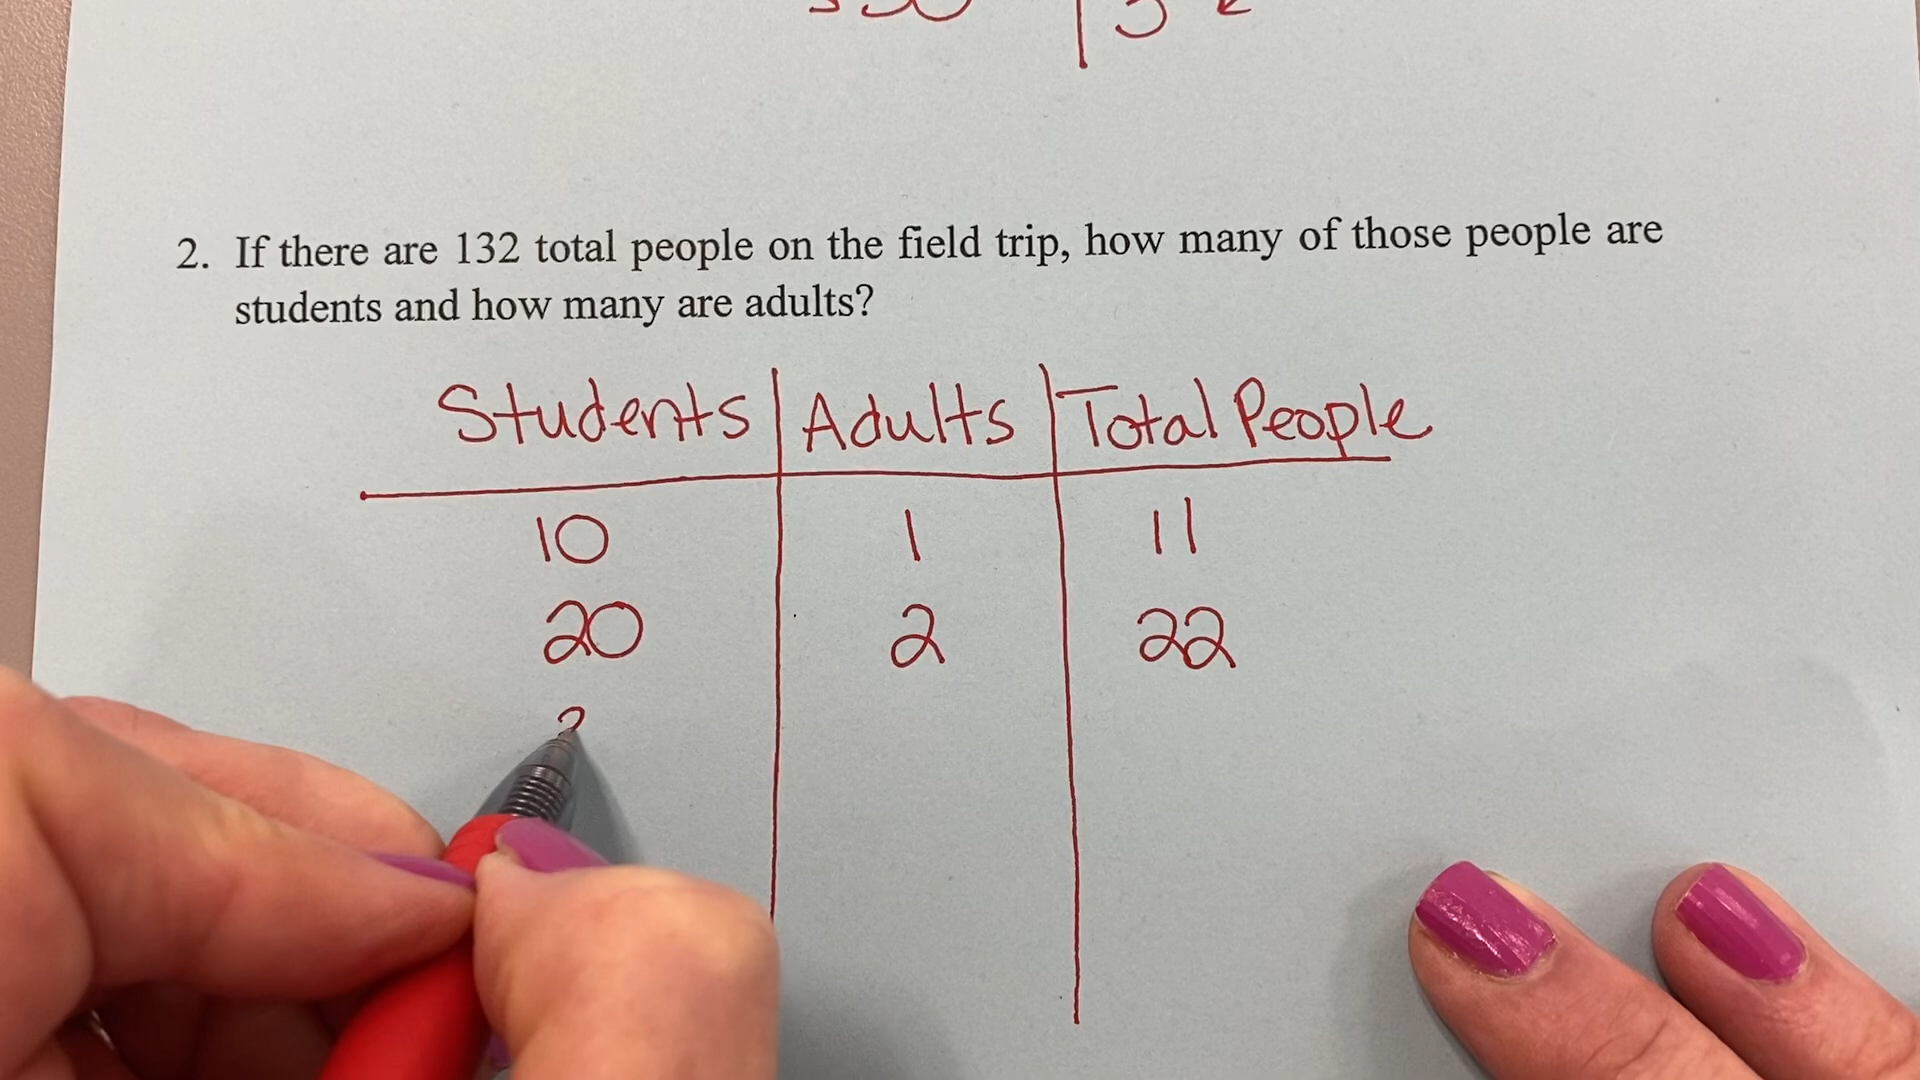 2. If there are 132 total people on the field trip, how many of those people are
students and how many are adults?
Students Adults Total People
10 1 11
20 2 22